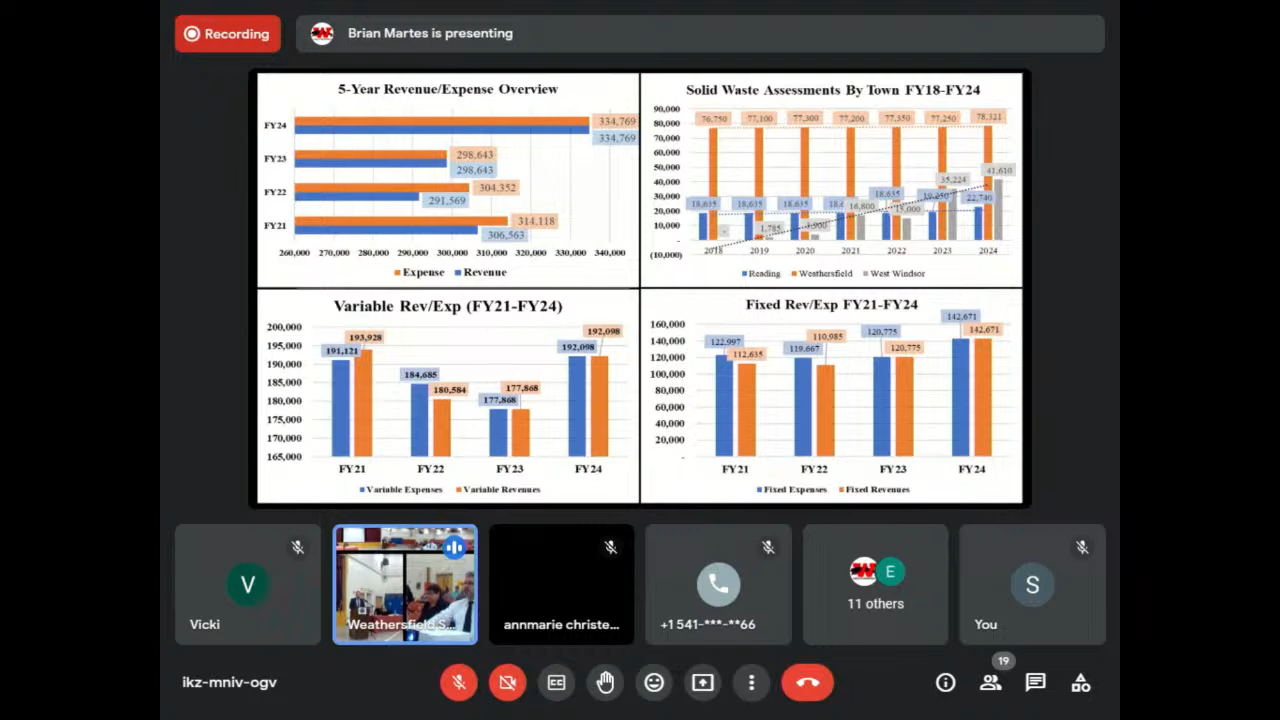 Recording
Brian Martes is presenting
5-Year Revenue/Expense Overview
FY24
334,769
334,769
FY23
298,643
298,643
FY22
304,352
291,569
FY21
314,118
306,563
260,000 270,000 280,000 290,000 300,000 310,000 320,000 330,000 340,000
Expense Revenue
Solid Waste Assessments By Town FY18-FY24
90,000
80,000
70,000
60,000
50,000
40,000
30,000
20,000
10,000
-
(10,000)
76,750 77,100 77,300 77,200 77,350 77,250 78,321
18,635 18,635 18,635 18,6 18,635 19,250 22,740
- 1,785 3,900 16,800 15,000 35,224 41,610
2018 2019 2020 2021 2022 2023 2024
Reading Weathersfield West Windsor
Variable Rev/Exp (FY21-FY24)
200,000
195,000
190,000
185,000
180,000
175,000
170,000
165,000
191,121 193,928
184,685 180,584
177,868 177,868
192,098 192,098
FY21 FY22 FY23 FY24
Variable Expenses Variable Revenues
Fixed Rev/Exp FY21-FY24
160,000
140,000
120,000
100,000
80,000
60,000
40,000
20,000
-
122,997 112,635
119,667 110,985
120,775 120,775
142,671 142,671
FY21 FY22 FY23 FY24
Fixed Expenses Fixed Revenues
V
Vicki
Weathersfield S...
annmarie christe...
+1 541-***-**66
E
11 others
S
You
ikz-mniv-ogv
CC
19